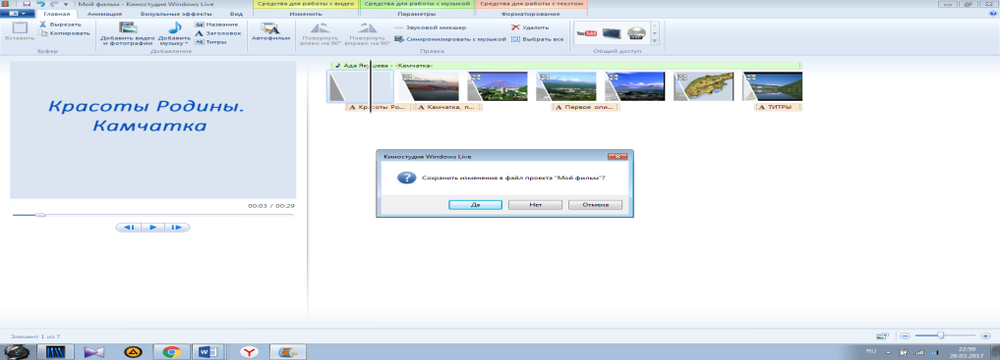 Мой фильм - Киностудия Windows Live
Средства для работы с видео
Средства для работы с музыкой
Средства для работы с текстом
Главная
Анимация
Визуальные эффекты
Вид
Изменить
Параметры
Форматирование
Вставить
Вырезать
Копировать
Буфер
Добавить видео и фотографии
Добавить музыку
Название
Заголовок
Титры
Добавление
Автофильм
Повернуть влево на 90°
Повернуть вправо на 90°
Звуковой микшер
Синхронизировать с музыкой
Удалить
Выбрать все
Правка
YouTube
Общий доступ
Красоты Родины.
Камчатка
00:03 / 00:29
Ада Якушева - «Камчатка»
Красоты Ро...
Камчатка, п...
Первое опи...
ТИТРЫ
Киностудия Windows Live
Сохранить изменения в файл проекта "Мой фильм"?
Да
Нет
Отмена
Элемент 1 из 7
RU
22:59
26.03.2017